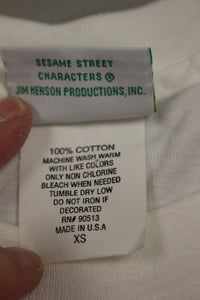 SESAME STREET
CHARACTERS ©
JIM HENSON PRODUCTIONS, INC.
100% COTTON
MACHINE WASH WARM
WITH LIKE COLORS
ONLY NON CHLORINE
BLEACH WHEN NEEDED
TUMBLE DRY LOW
DO NOT IRON IF
DECORATED
RN# 90513
MADE IN U.S.A
XS